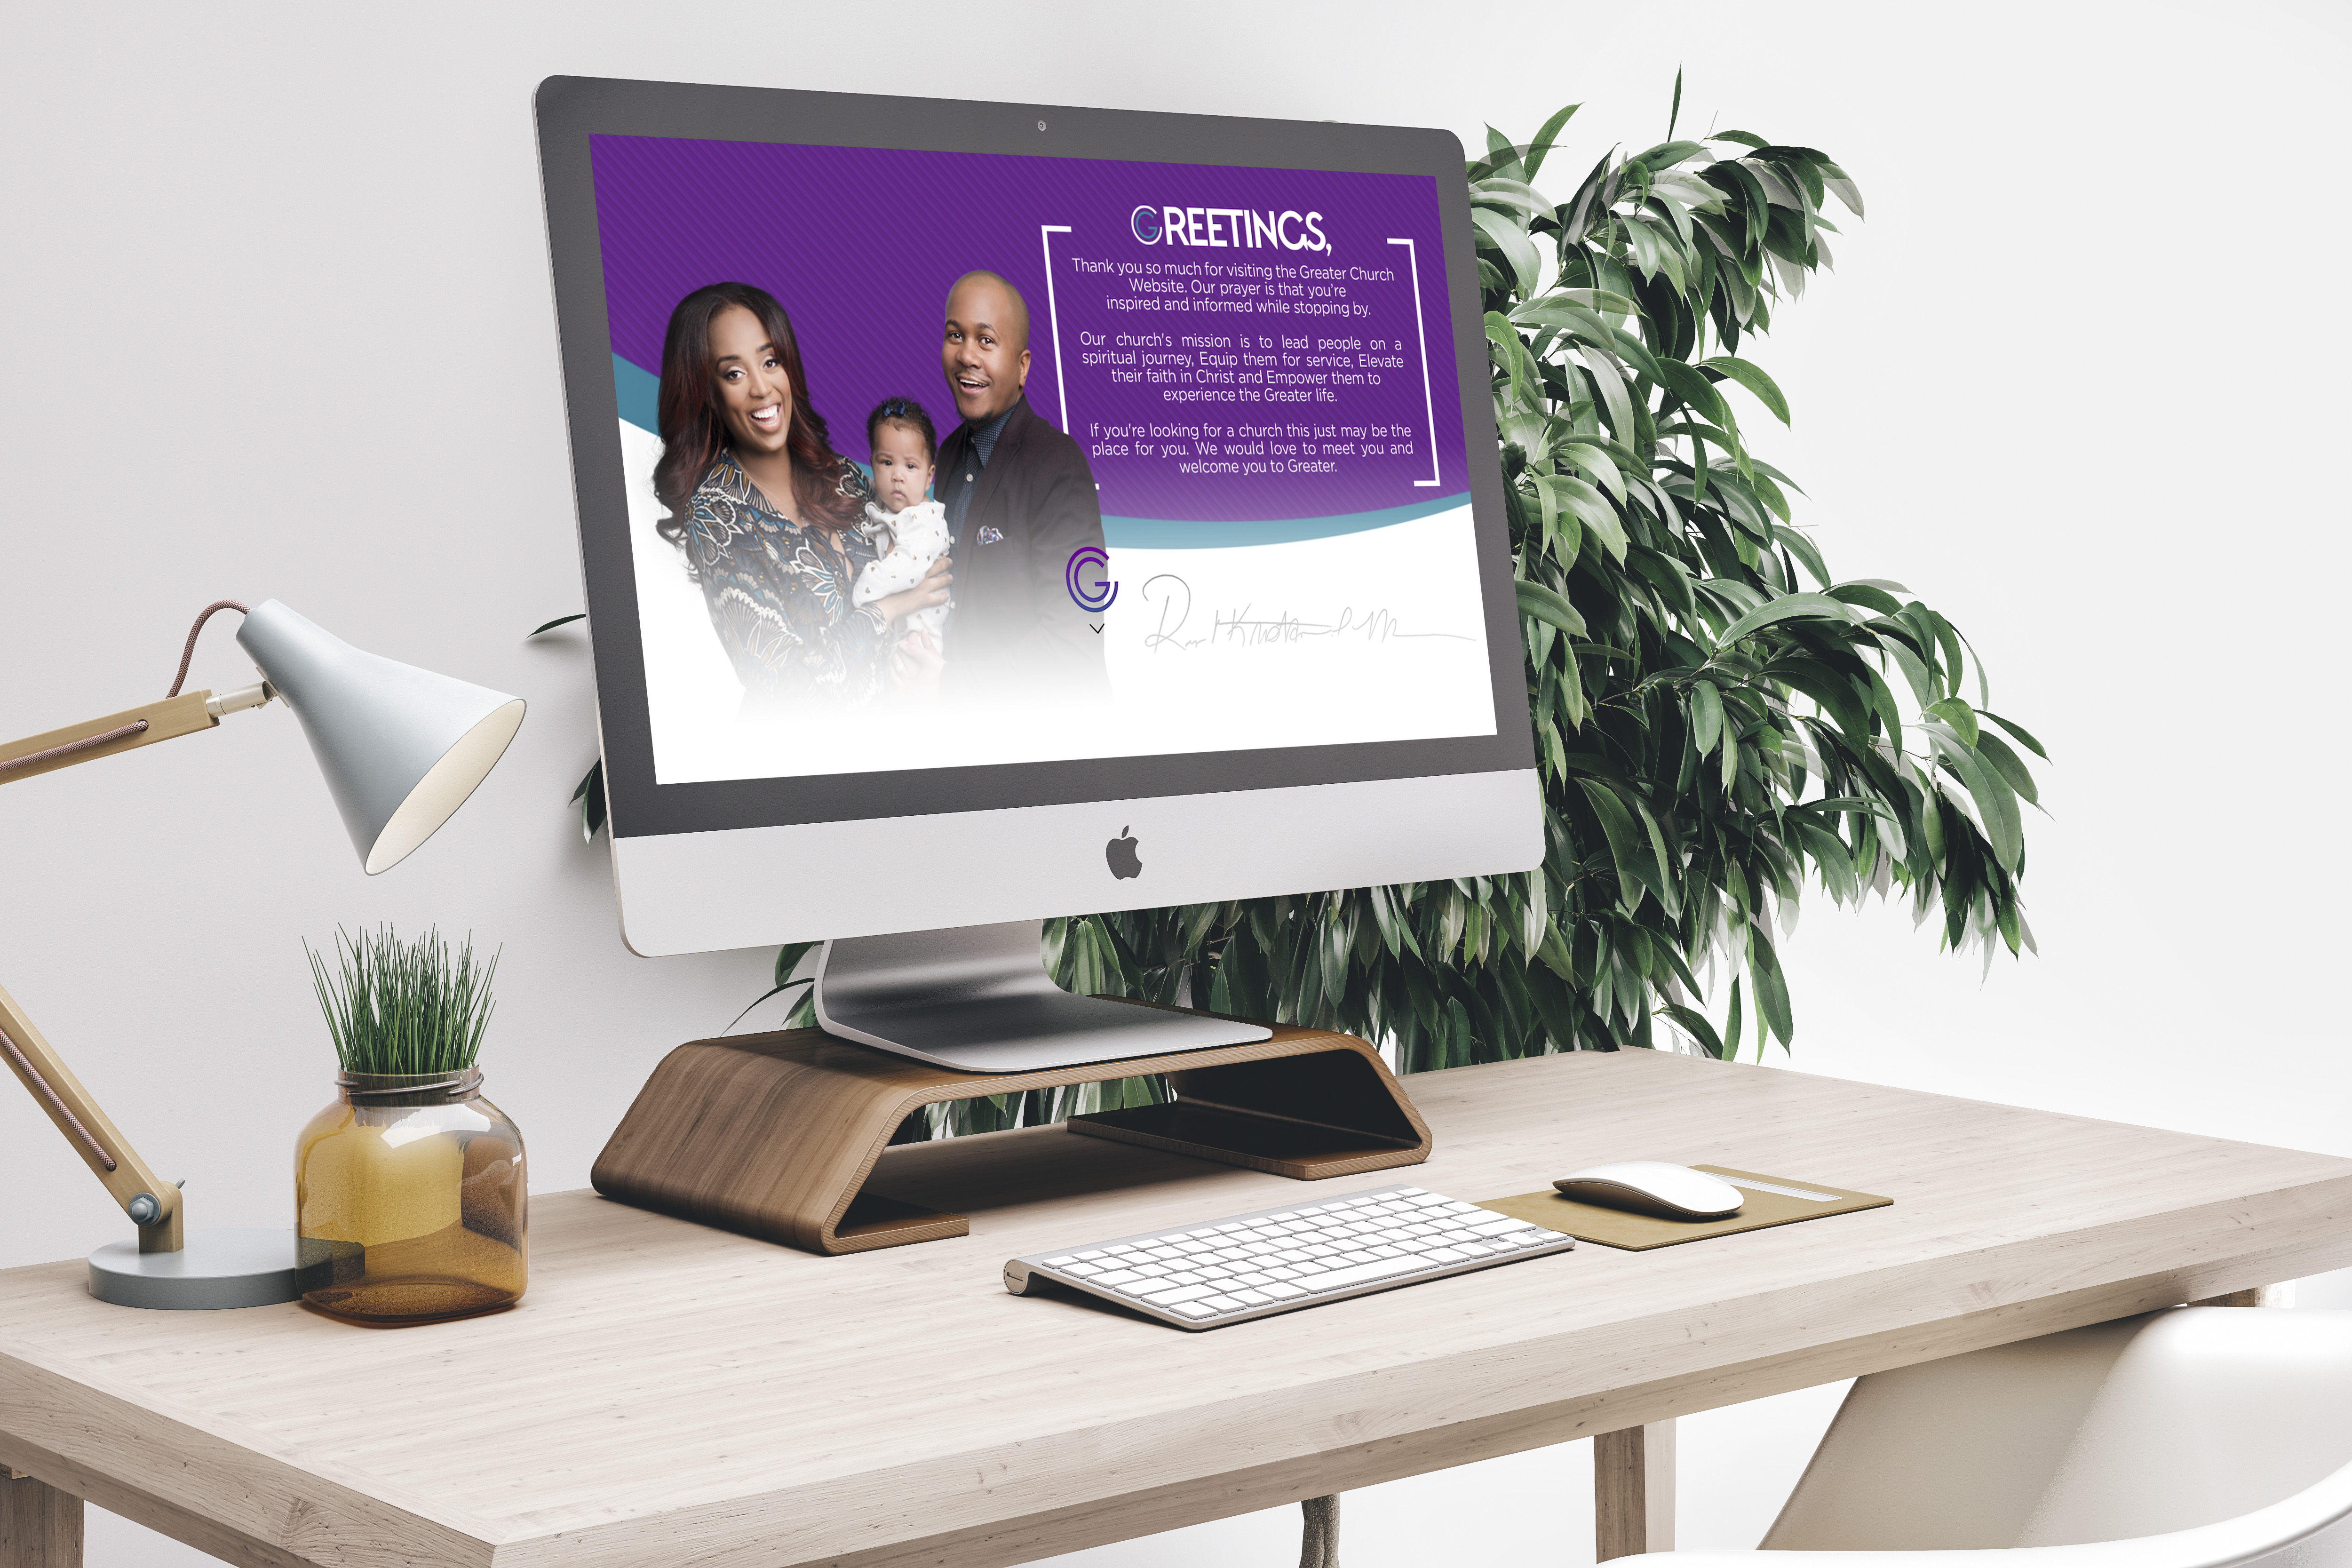 GREETINGS,
Thank you so much for visiting the Greater Church
Website. Our prayer is that you're
inspired and informed while stopping by.
Our church's mission is to lead people on a
spiritual journey, Equip them for service, Elevate
their faith in Christ and Empower them to
experience the Greater life.
If you're looking for a church this just may be the
place for you. We would love to meet you and
welcome you to Greater.
G